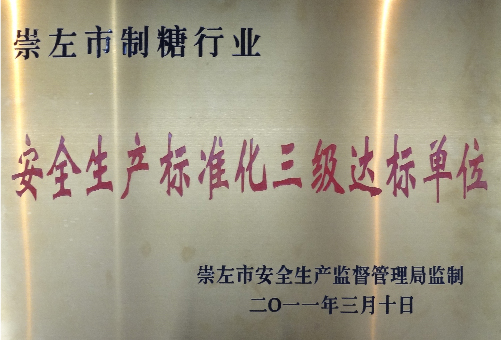 崇左市制糖行业
安全生产标准化三级达标单位
崇左市安全生产监督管理局监制
二O一一年三月十日